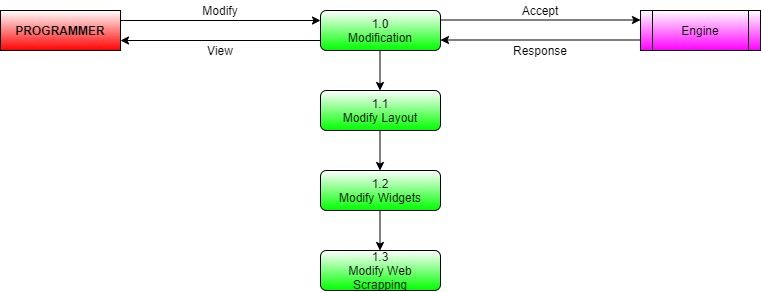 Modify
Accept
PROGRAMMER
1.0
Modification
Engine
View
Response
1.1
Modify Layout
1.2
Modify Widgets
1.3
Modify Web
Scrapping